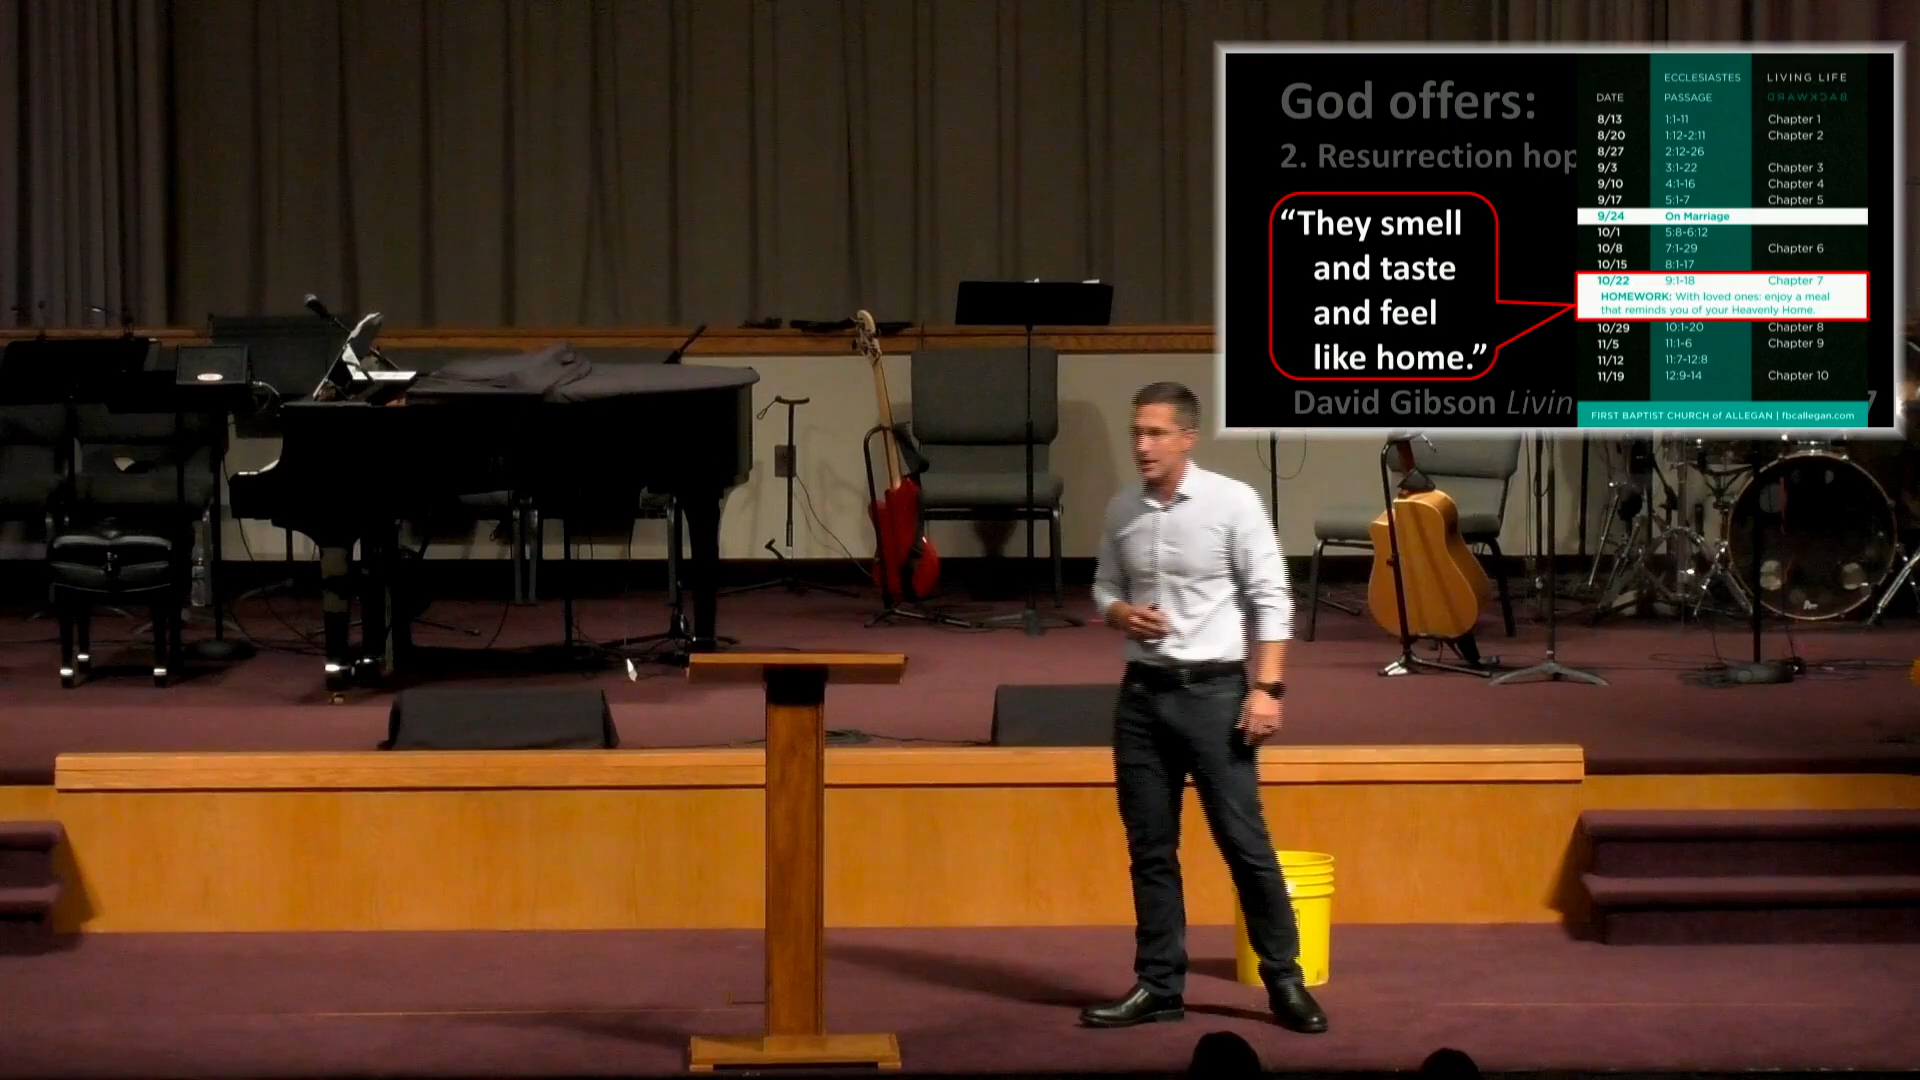 God offers:
2. Resurrection hop
“They smell
and taste
and feel
like home.”
David Gibson Livin
7
ECCLESIASTES LIVING LIFE
DATE PASSAGE BACKWARD
8/13 1:1-11 Chapter 1
8/20 1:12-2:11 Chapter 2
8/27 2:12-26
9/3 3:1-22 Chapter 3
9/10 4:1-16 Chapter 4
9/17 5:1-7 Chapter 5
9/24 On Marriage
10/1 5:8-6:12
10/8 7:1-29 Chapter 6
10/15 8:1-17
10/22 9:1-18 Chapter 7
HOMEWORK: With loved ones: enjoy a meal
that reminds you of your Heavenly Home.
10/29 10:1-20 Chapter 8
11/5 11:1-6 Chapter 9
11/12 11:7-12:8
11/19 12:9-14 Chapter 10
FIRST BAPTIST CHURCH of ALLEGAN | fbcallegan.com